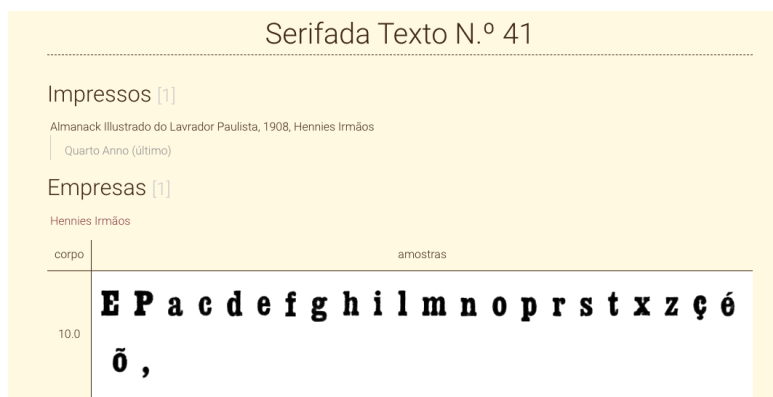 Serifada Texto N.º 41
Impressos [1]
Almanack Illustrado do Lavrador Paulista, 1908, Hennies Irmãos
Quarto Anno (último)
Empresas [1]
Hennies Irmãos
corpo amostras
10.0 E P a c d e f g h i l m n o p r s t x z ç é
õ ,